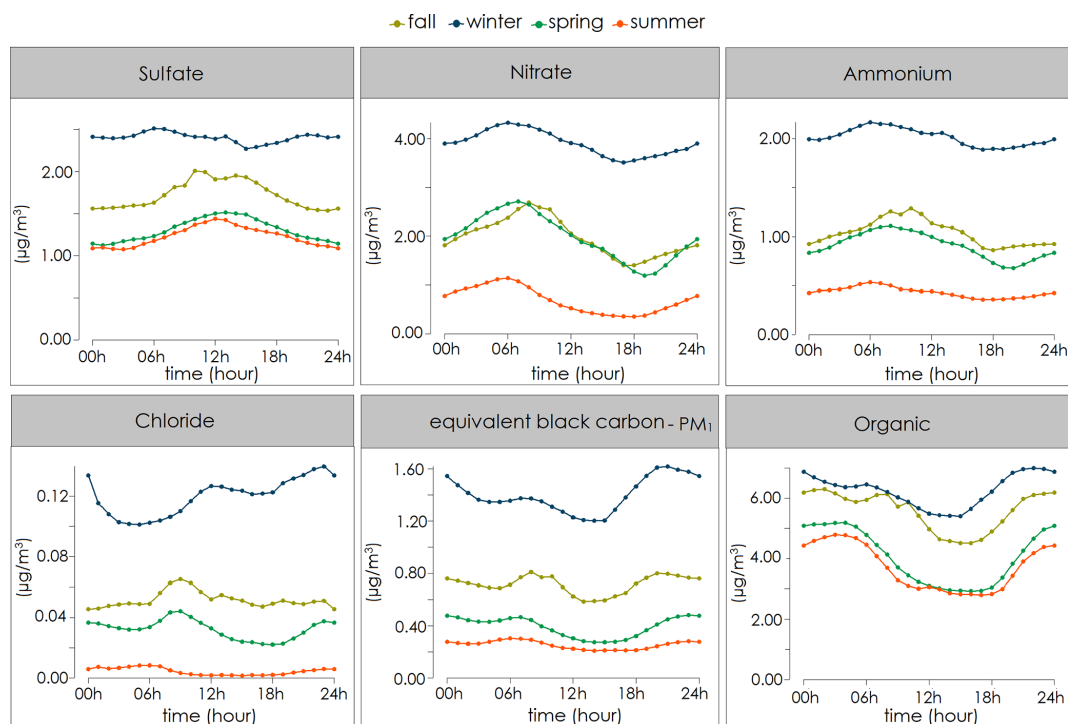 fall winter spring summer
Sulfate
(µg/m³)
2.00
1.00
0.00
00h 06h 12h 18h 24h
time (hour)
Nitrate
(µg/m³)
4.00
2.00
0.00
00h 06h 12h 18h 24h
time (hour)
Ammonium
(µg/m³)
2.00
1.00
0.00
00h 06h 12h 18h 24h
time (hour)
Chloride
(µg/m³)
0.12
0.08
0.04
0.00
00h 06h 12h 18h 24h
time (hour)
equivalent black carbon - PM₁
(µg/m³)
1.60
1.20
0.80
0.40
0.00
00h 06h 12h 18h 24h
time (hour)
Organic
(µg/m³)
6.00
4.00
2.00
0.00
00h 06h 12h 18h 24h
time (hour)